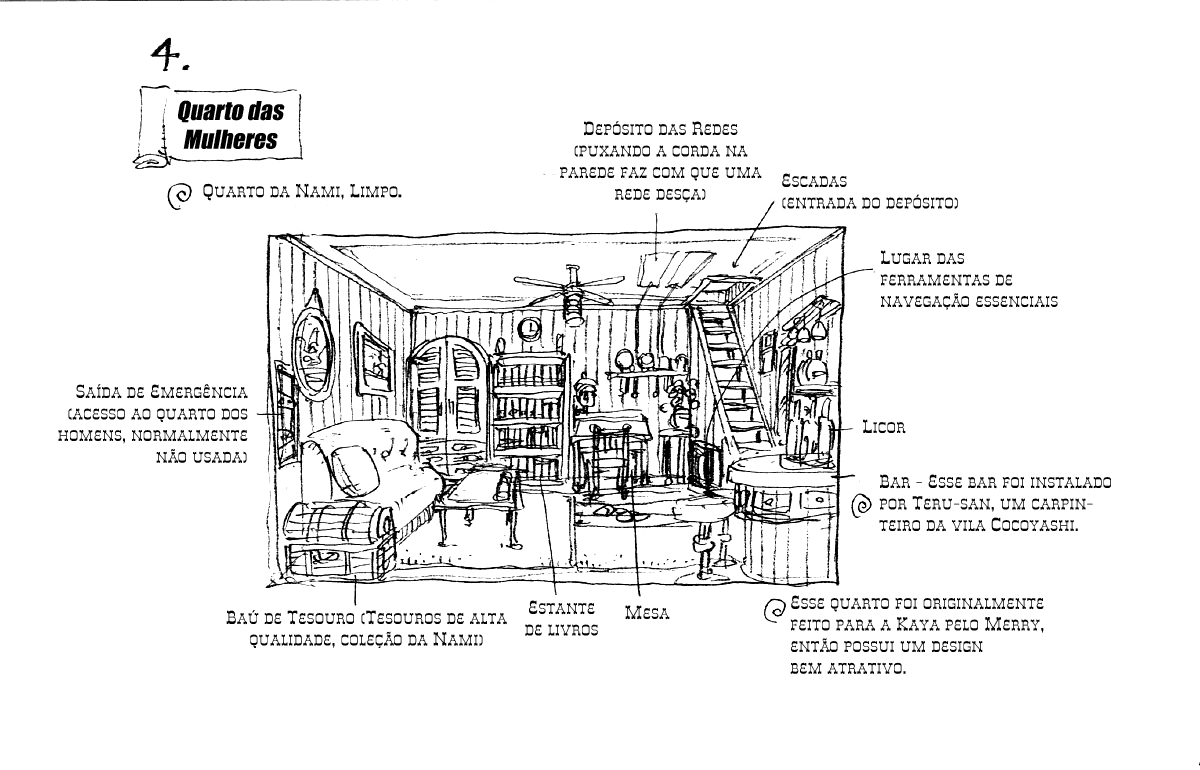 4.
Quarto das
Mulheres
Quarto da Nami, Limpo.
Depósito das Redes
(puxando a corda na
parede faz com que uma
rede desça)
Escadas
(entrada do depósito)
Lugar das
ferramentas de
navegação essenciais
Saída de Emergência
(acesso ao quarto dos
homens, normalmente
não usada)
Licor
Bar - Esse bar foi instalado
por Teru-san, um carpin-
teiro da vila Cocoyashi.
Baú de Tesouro (Tesouros de alta
qualidade, coleção da Nami)
Estante
de livros
Mesa
Esse quarto foi originalmente
feito para a Kaya pelo Merry,
então possui um design
bem atrativo.